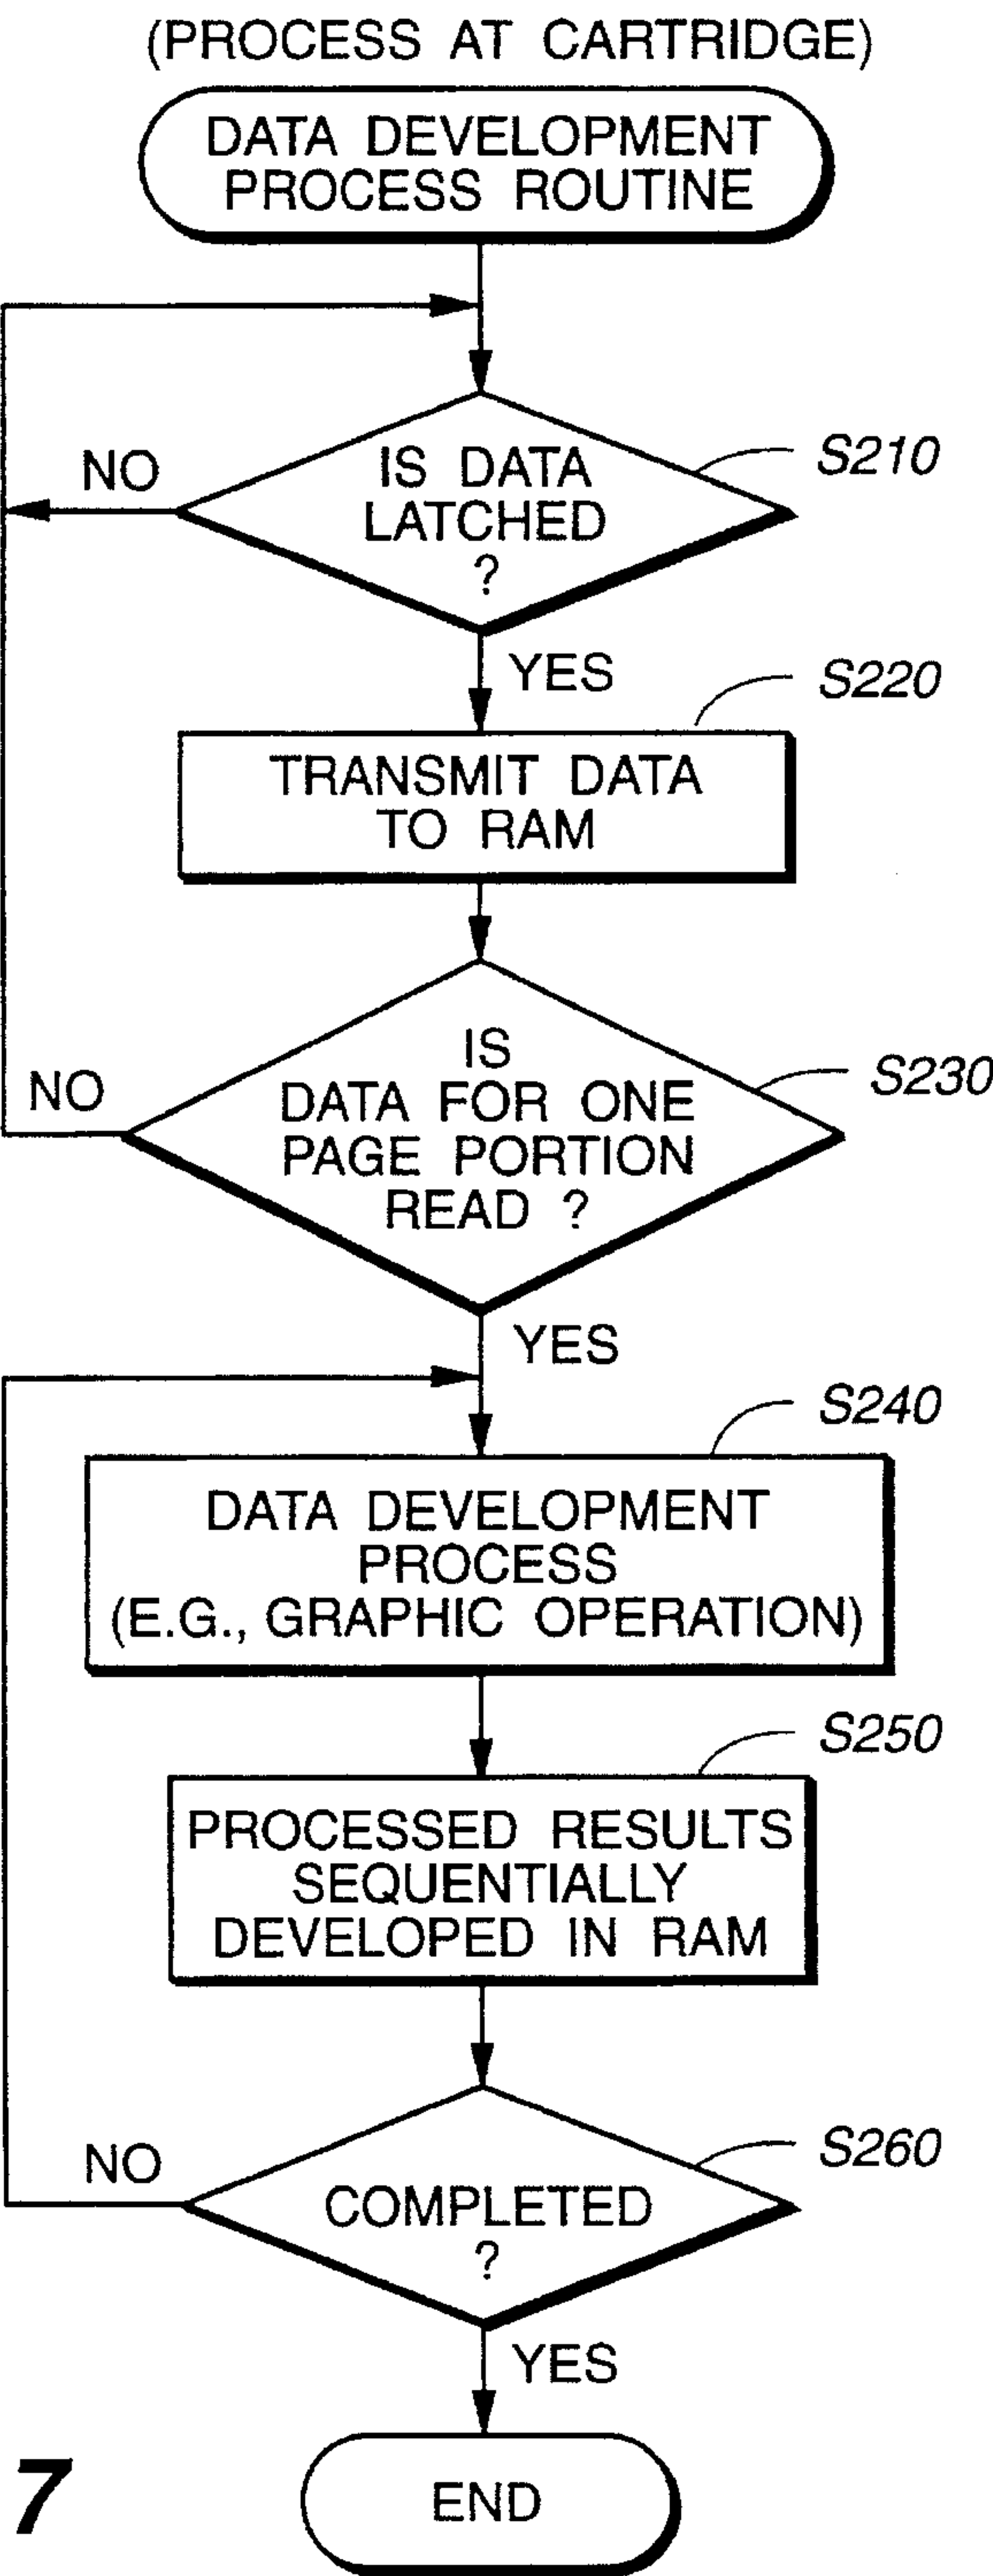 (PROCESS AT CARTRIDGE)
DATA DEVELOPMENT
PROCESS ROUTINE
NO
IS DATA
LATCHED
?
S210
YES
S220
TRANSMIT DATA
TO RAM
NO
IS
DATA FOR ONE
PAGE PORTION
READ ?
S230
YES
S240
DATA DEVELOPMENT
PROCESS
(E.G., GRAPHIC OPERATION)
S250
PROCESSED RESULTS
SEQUENTIALLY
DEVELOPED IN RAM
NO
COMPLETED
?
S260
YES
END
7